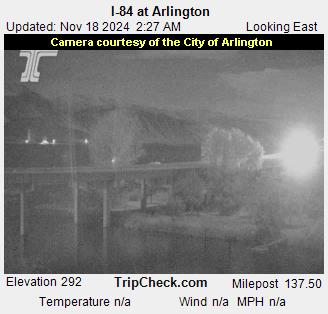 I-84 at Arlington
Updated: Nov 18 2024 2:27 AM Looking East
Camera courtesy of the City of Arlington
Elevation 292 TripCheck.com Milepost 137.50
Temperature n/a Wind n/a MPH n/a